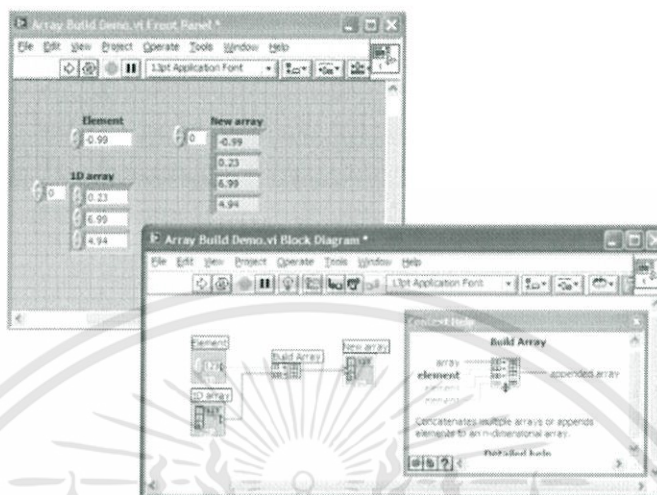 Array Build Demo.vi Front Panel *
File Edit View Project Operate Tools Window Help
13pt Application Font
Element
-0.99
New array
0
-0.99
0.23
6.99
4.94
1D array
0
0.23
6.99
4.94
Array Build Demo.vi Block Diagram *
File Edit View Project Operate Tools Window Help
13pt Application Font
Element
1D array
Build Array
New array
Context Help
Build Array
array
element
element
element
appended array
Concatenates multiple arrays or appends
elements to an n-dimensional array.
Detailed help